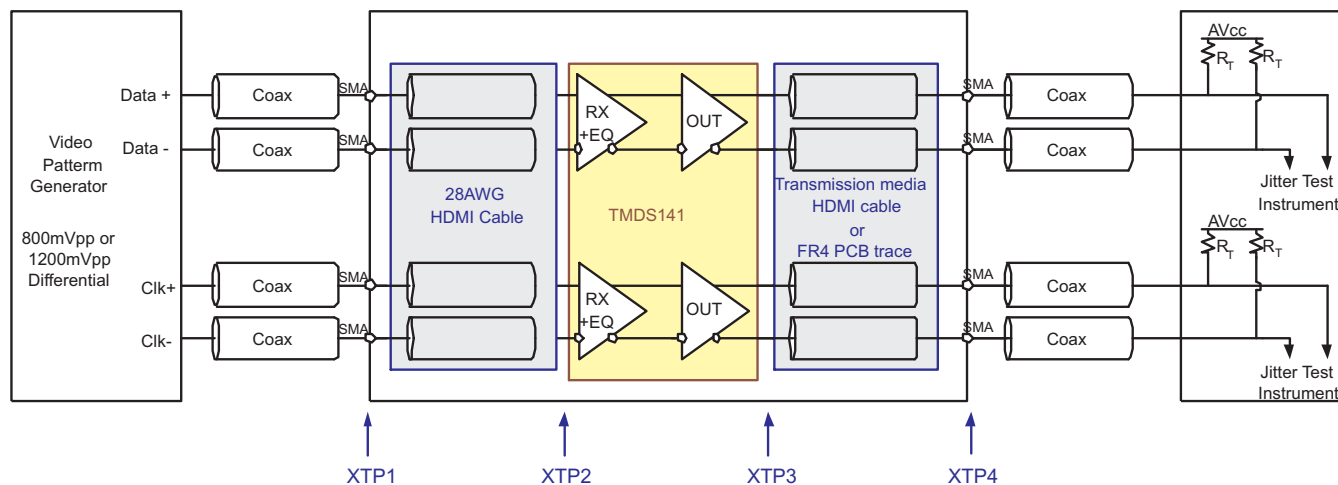 Video
Patterm
Generator
800mVpp or
1200mVpp
Differential
Data +
Data -
Clk+
Clk-
Coax
Coax
Coax
Coax
SMA
SMA
SMA
SMA
28AWG
HDMI Cable
RX
+EQ
OUT
TMDS141
RX
+EQ
OUT
Transmission media
HDMI cable
or
FR4 PCB trace
SMA
SMA
SMA
SMA
Coax
Coax
Coax
Coax
AVcc
RT
RT
Jitter Test
Instrument
AVcc
RT
RT
Jitter Test
Instrument
XTP1
XTP2
XTP3
XTP4